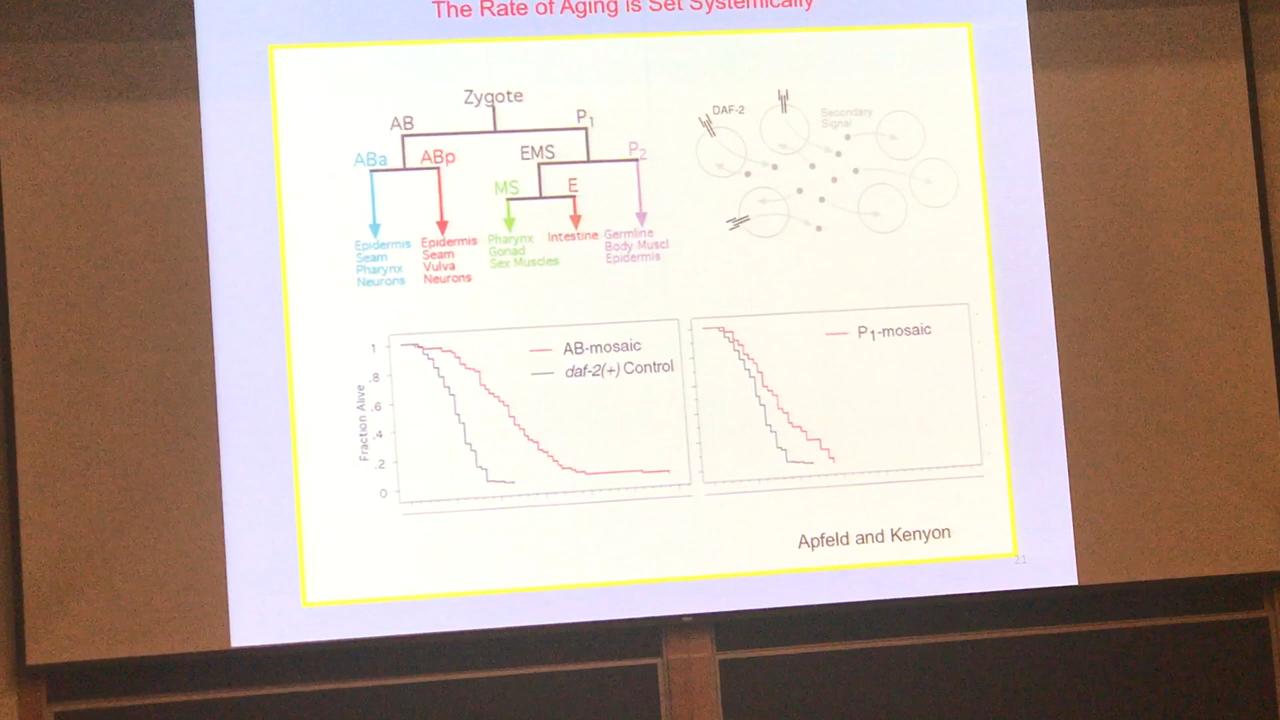 The Rate of Aging is Set Systemically
Zygote
AB
P1
ABa
ABp
EMS
P2
MS
E
Epidermis
Seam
Pharynx
Neurons
Epidermis
Seam
Vulva
Neurons
Pharynx
Gonad
Sex Muscles
Intestine
Germline
Body Muscl
Epidermis
DAF-2
Secondary
Signal
Fraction Alive
1
.8
.6
.4
.2
0
AB-mosaic
daf-2(+) Control
P1-mosaic
Apfeld and Kenyon
21